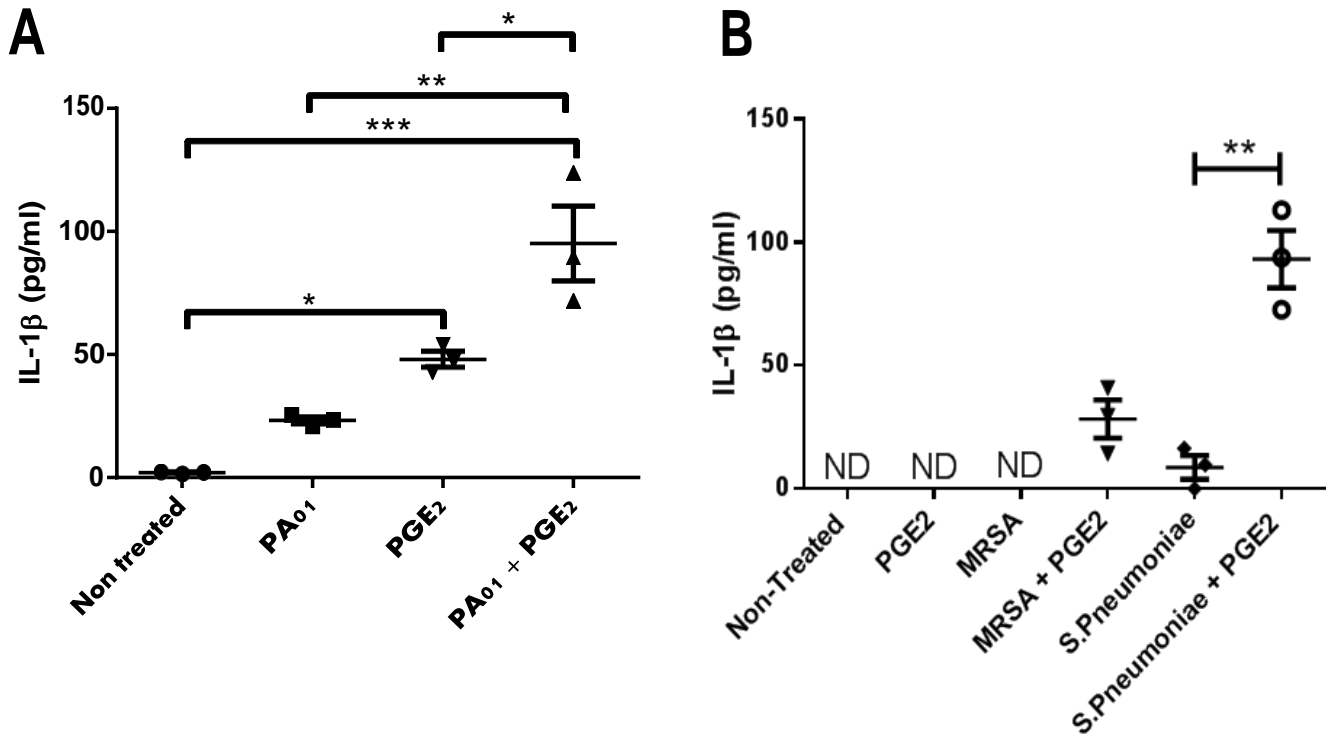 A
*
**
***
*
150
100
50
0
IL-1β (pg/ml)
Non treated
PA₀₁
PGE₂
PA₀₁ + PGE₂
B
**
150
100
50
0
IL-1β (pg/ml)
ND
ND
ND
Non-Treated
PGE2
MRSA
MRSA + PGE2
S.Pneumoniae
S.Pneumoniae + PGE2